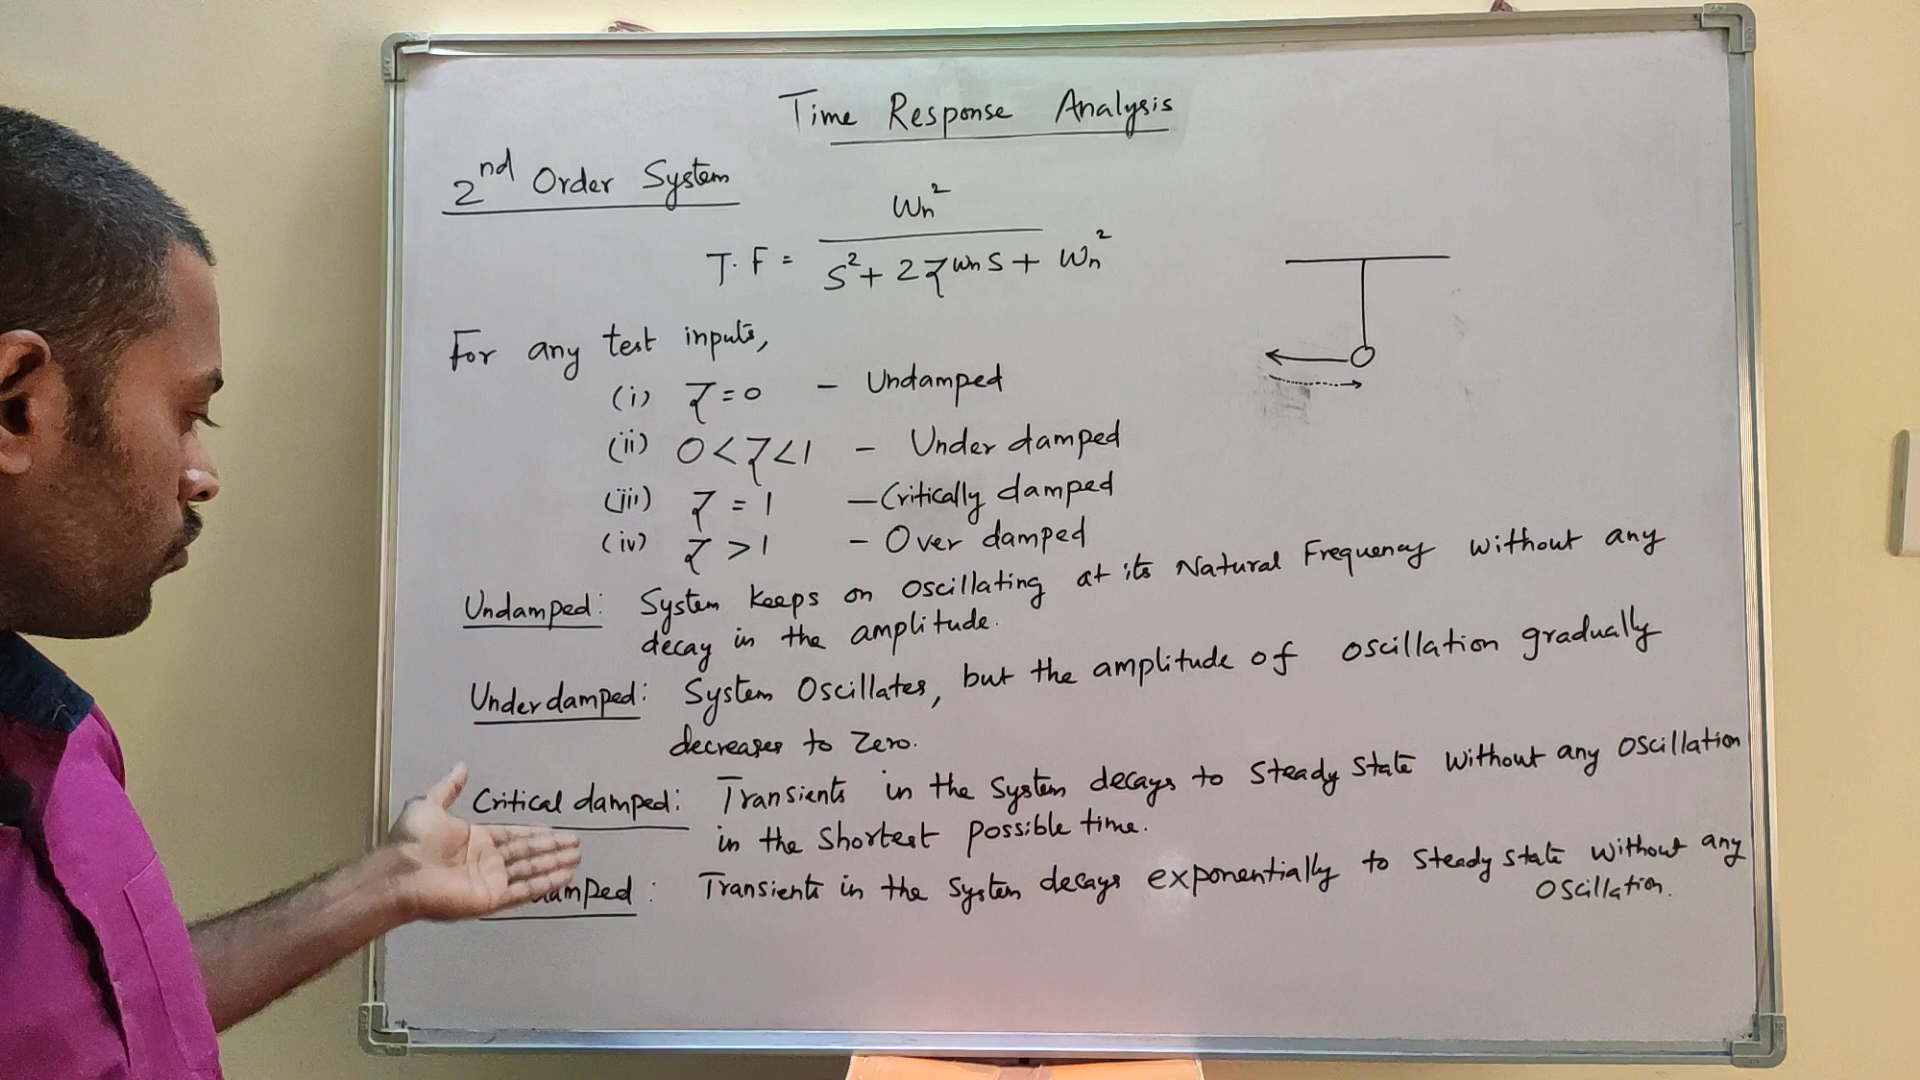 Time Response Analysis
2nd Order System
T.F = ωn² / s² + 2ζωns + ωn²
For any test inputs,
(i) ζ = 0 - Undamped
(ii) 0 < ζ < 1 - Under damped
(iii) ζ = 1 - Critically damped
(iv) ζ > 1 - Over damped
Undamped: System keeps on oscillating at its Natural Frequency without any
decay in the amplitude.
Underdamped: System Oscillates, but the amplitude of oscillation gradually
decreases to Zero.
Critical damped: Transients in the system decays to steady state without any oscillation
in the shortest possible time.
damped: Transients in the system decays exponentially to steady state without any
oscillation.